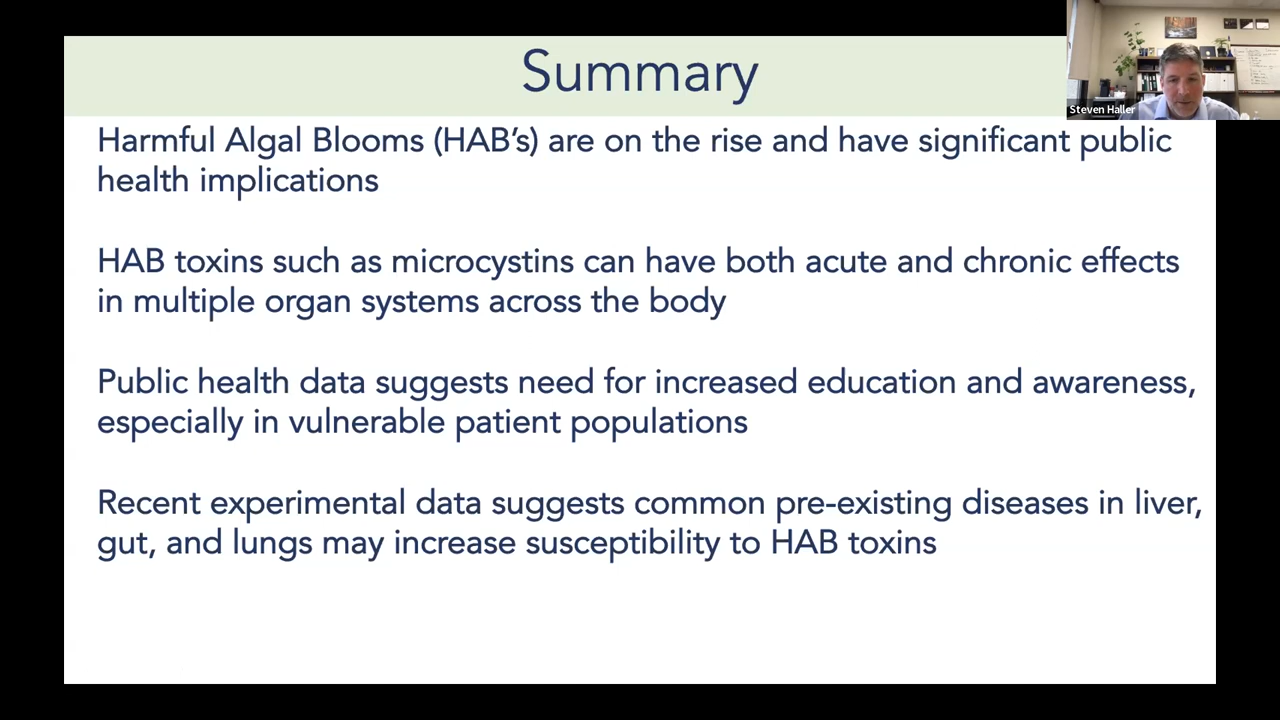 Summary
Steven Haller
Harmful Algal Blooms (HAB's) are on the rise and have significant public
health implications
HAB toxins such as microcystins can have both acute and chronic effects
in multiple organ systems across the body
Public health data suggests need for increased education and awareness,
especially in vulnerable patient populations
Recent experimental data suggests common pre-existing diseases in liver,
gut, and lungs may increase susceptibility to HAB toxins